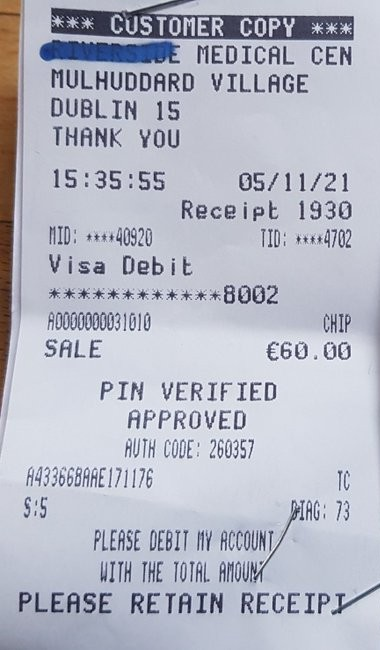 *** CUSTOMER COPY ***
RIVERSIDE MEDICAL CEN
MULHUDDARD VILLAGE
DUBLIN 15
THANK YOU
15:35:55 05/11/21
Receipt 1930
MID: ****40920 TID: ****4702
Visa Debit
************8002
A0000000031010 CHIP
SALE €60.00
PIN VERIFIED
APPROVED
AUTH CODE: 260357
A433668AAE171176 TC
S:5 DIAG: 73
PLEASE DEBIT MY ACCOUNT
WITH THE TOTAL AMOUNT
PLEASE RETAIN RECEIPT